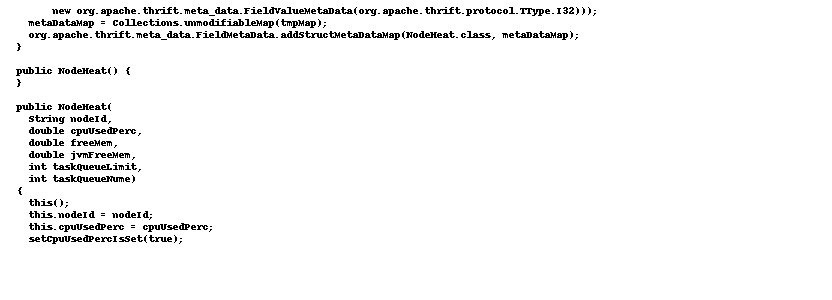 new org.apache.thrift.meta_data.FieldValueMetaData(org.apache.thrift.protocol.TType.I32)));
metaDataMap = Collections.unmodifiableMap(tmpMap);
org.apache.thrift.meta_data.FieldMetaData.addStructMetaDataMap(NodeHeat.class, metaDataMap);
}
public NodeHeat() {
}
public NodeHeat(
String nodeId,
double cpuUsedPerc,
double freeMem,
double jvmFreeMem,
int taskQueueLimit,
int taskQueueNume)
{
this();
this.nodeId = nodeId;
this.cpuUsedPerc = cpuUsedPerc;
setCpuUsedPercIsSet(true);